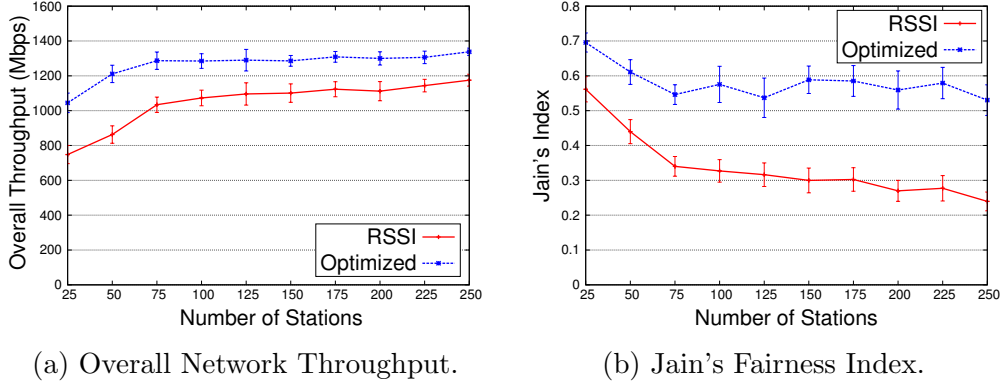 1600
1400
1200
1000
800
600
400
200
0
Overall Throughput (Mbps)
RSSI
Optimized
25 50 75 100 125 150 175 200 225 250
Number of Stations
(a) Overall Network Throughput.
0.8
0.7
0.6
0.5
0.4
0.3
0.2
0.1
0
Jain's Index
RSSI
Optimized
25 50 75 100 125 150 175 200 225 250
Number of Stations
(b) Jain's Fairness Index.